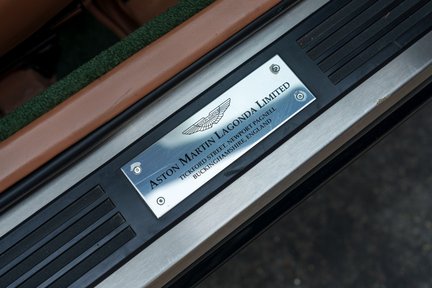 ASTON MARTIN LAGONDA LIMITED
TICKFORD STREET, NEWPORT PAGNELL
BUCKINGHAMSHIRE, ENGLAND